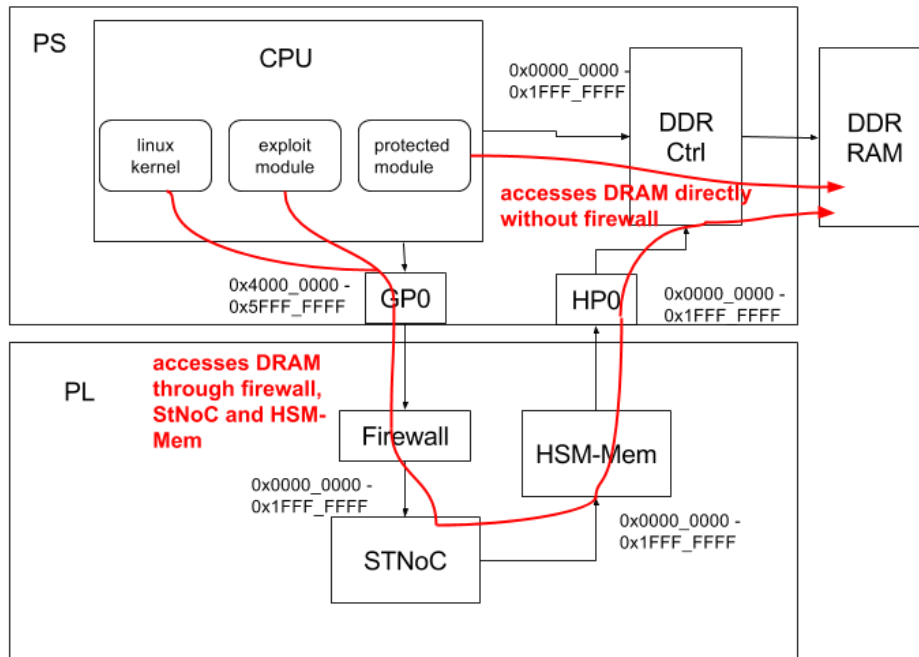 PS
CPU
linux
kernel
exploit
module
protected
module
0x0000_0000 -
0x1FFF_FFFF
DDR
Ctrl
DDR
RAM
accesses DRAM directly
without firewall
0x4000_0000 -
0x5FFF_FFFF
GP0
HP0
0x0000_0000 -
0x1FFF_FFFF
PL
accesses DRAM
through firewall,
StNoC and HSM-
Mem
Firewall
HSM-Mem
0x0000_0000 -
0x1FFF_FFFF
STNoC
0x0000_0000 -
0x1FFF_FFFF